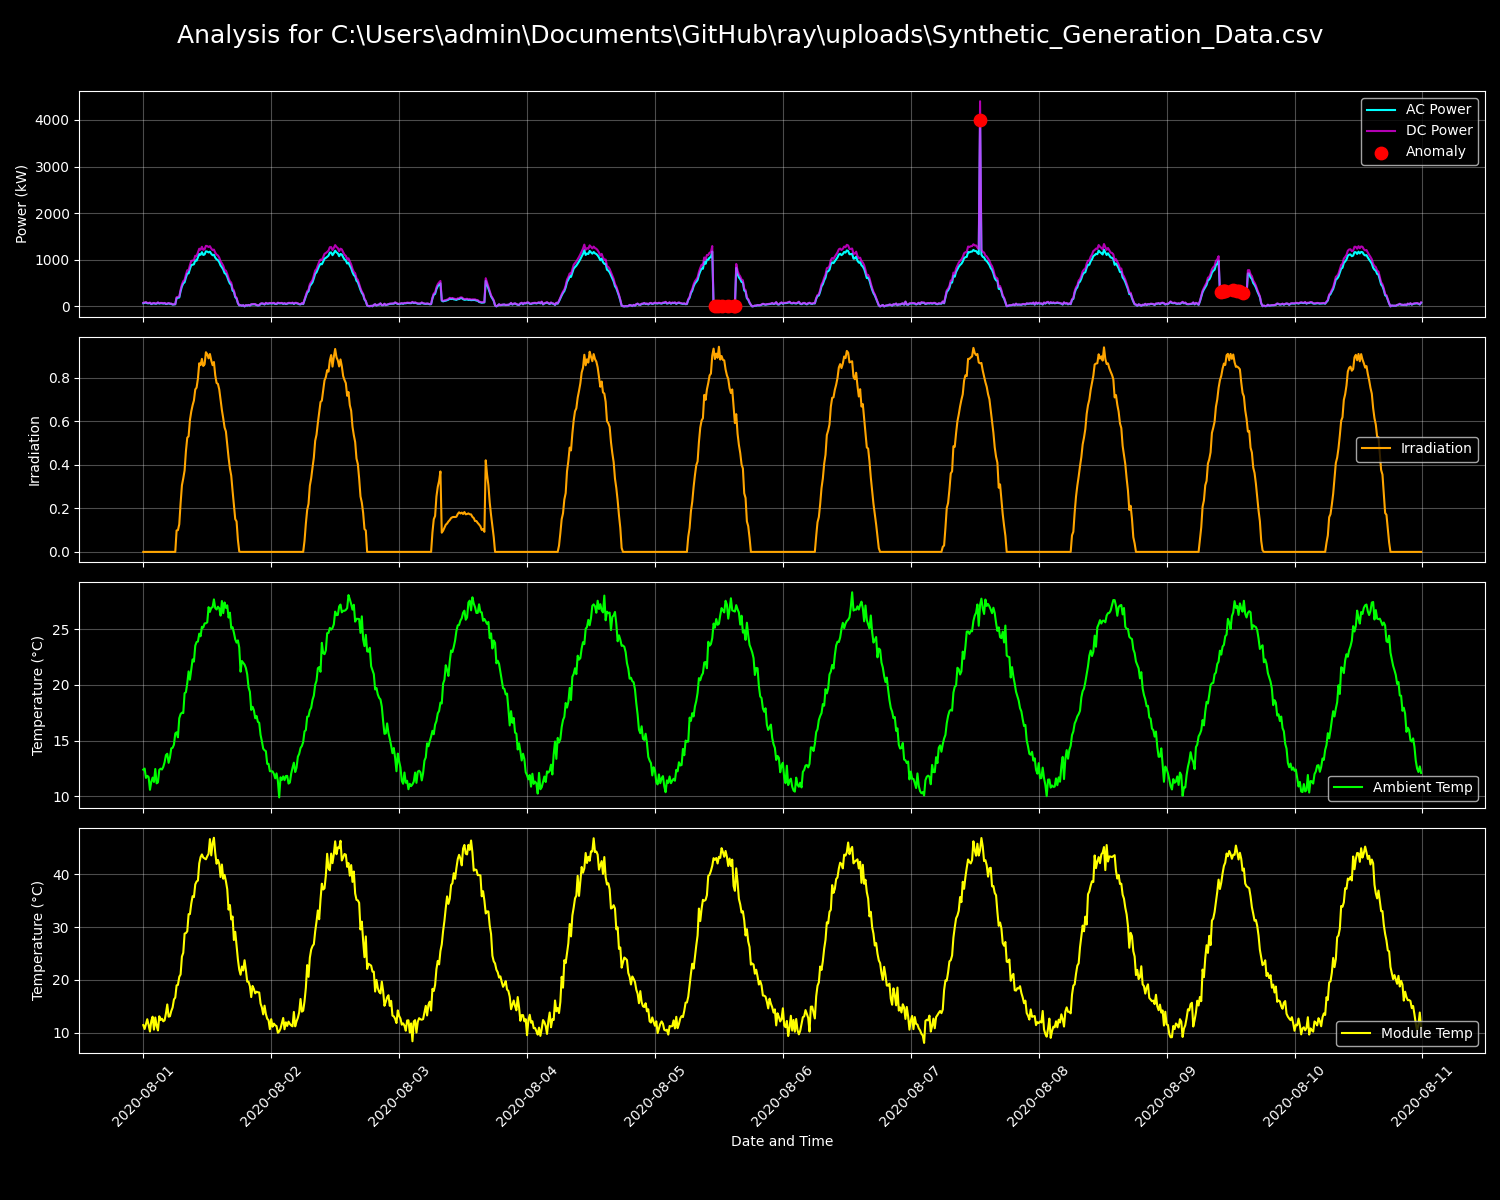 Analysis for C:\Users\admin\Documents\GitHub\ray\uploads\Synthetic_Generation_Data.csv
Power (kW)
4000
3000
2000
1000
0
AC Power
DC Power
Anomaly
Irradiation
0.8
0.6
0.4
0.2
0.0
Irradiation
Temperature (°C)
25
20
15
10
Ambient Temp
Temperature (°C)
40
30
20
10
Module Temp
2020-08-01
2020-08-02
2020-08-03
2020-08-04
2020-08-05
2020-08-06
2020-08-07
2020-08-08
2020-08-09
2020-08-10
2020-08-11
Date and Time